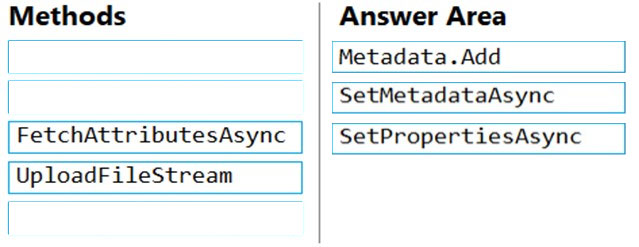 Methods
FetchAttributesAsync
UploadFileStream
Answer Area
Metadata.Add
SetMetadataAsync
SetPropertiesAsync